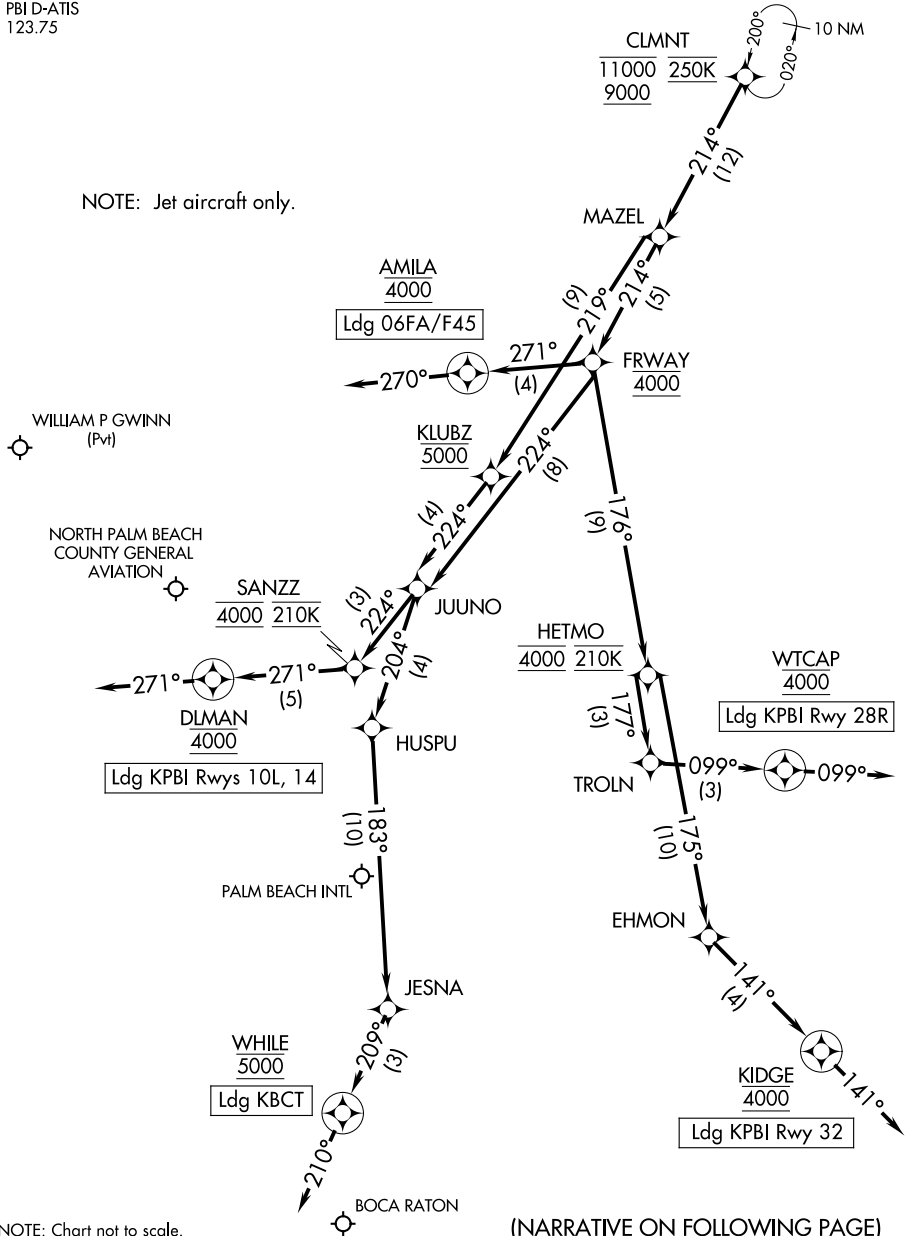 PBI D-ATIS
123.75
CLMNT
11000 250K
9000
200°
020°
10 NM
214°
(12)
NOTE: Jet aircraft only.
MAZEL
AMILA
4000
Ldg 06FA/F45
(9)
219°
214°
(5)
271°
(4)
270°
FRWAY
4000
WILLIAM P GWINN
(Pvt)
KLUBZ
5000
224°
(8)
(4)
224°
176°
(9)
NORTH PALM BEACH
COUNTY GENERAL
AVIATION
SANZZ
4000 210K
(3)
224°
JUUNO
204°
(4)
HETMO
4000 210K
WTCAP
4000
Ldg KPBI Rwy 28R
271°
271°
(5)
DLMAN
4000
Ldg KPBI Rwys 10L, 14
HUSPU
177°
(3)
TROLN
099°
(3)
099°
183°
(10)
175°
(10)
PALM BEACH INTL
EHMON
141°
(4)
JESNA
209°
(3)
WHILE
5000
Ldg KBCT
KIDGE
4000
Ldg KPBI Rwy 32
141°
210°
BOCA RATON
NOTE: Chart not to scale.
(NARRATIVE ON FOLLOWING PAGE)